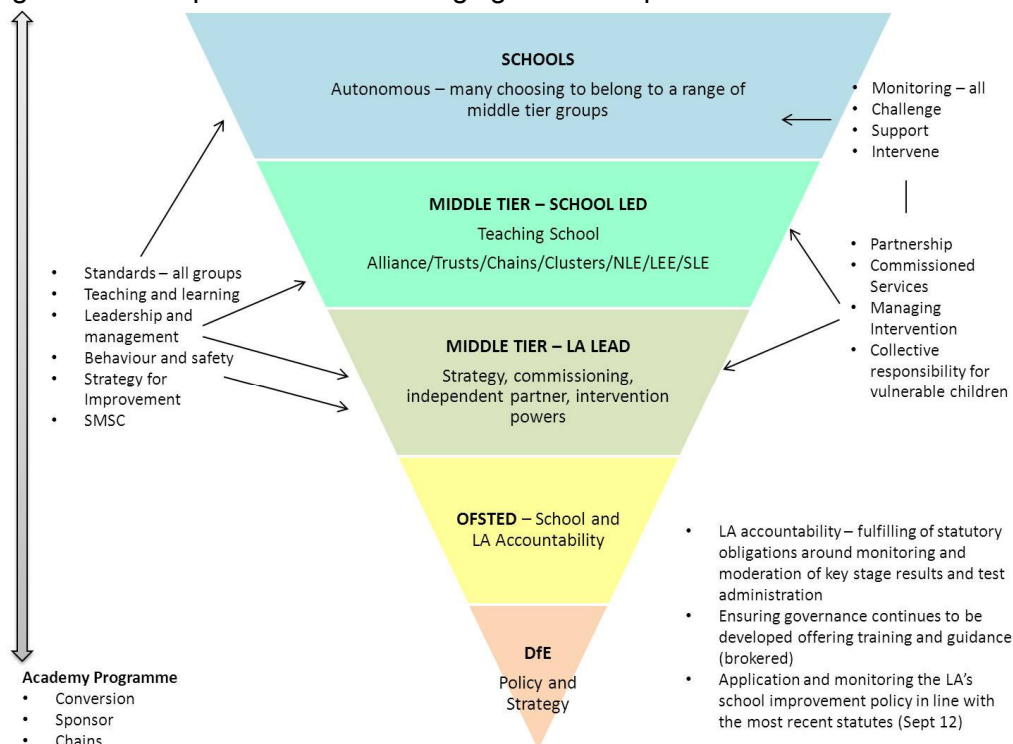 SCHOOLS
Autonomous – many choosing to belong to a range of
middle tier groups
• Monitoring – all
• Challenge
• Support
• Intervene
MIDDLE TIER – SCHOOL LED
Teaching School
Alliance/Trusts/Chains/Clusters/NLE/LEE/SLE
• Standards – all groups
• Teaching and learning
• Leadership and
management
• Behaviour and safety
• Strategy for
Improvement
• SMSC
• Partnership
• Commissioned
Services
• Managing
Intervention
• Collective
responsibility for
vulnerable children
MIDDLE TIER – LA LEAD
Strategy, commissioning,
independent partner, intervention
powers
OFSTED – School and
LA Accountability
• LA accountability – fulfilling of statutory
obligations around monitoring and
moderation of key stage results and test
administration
• Ensuring governance continues to be
developed offering training and guidance
(brokered)
• Application and monitoring the LA's
school improvement policy in line with
the most recent statutes (Sept 12)
DfE
Policy and
Strategy
Academy Programme
• Conversion
• Sponsor
• Chains